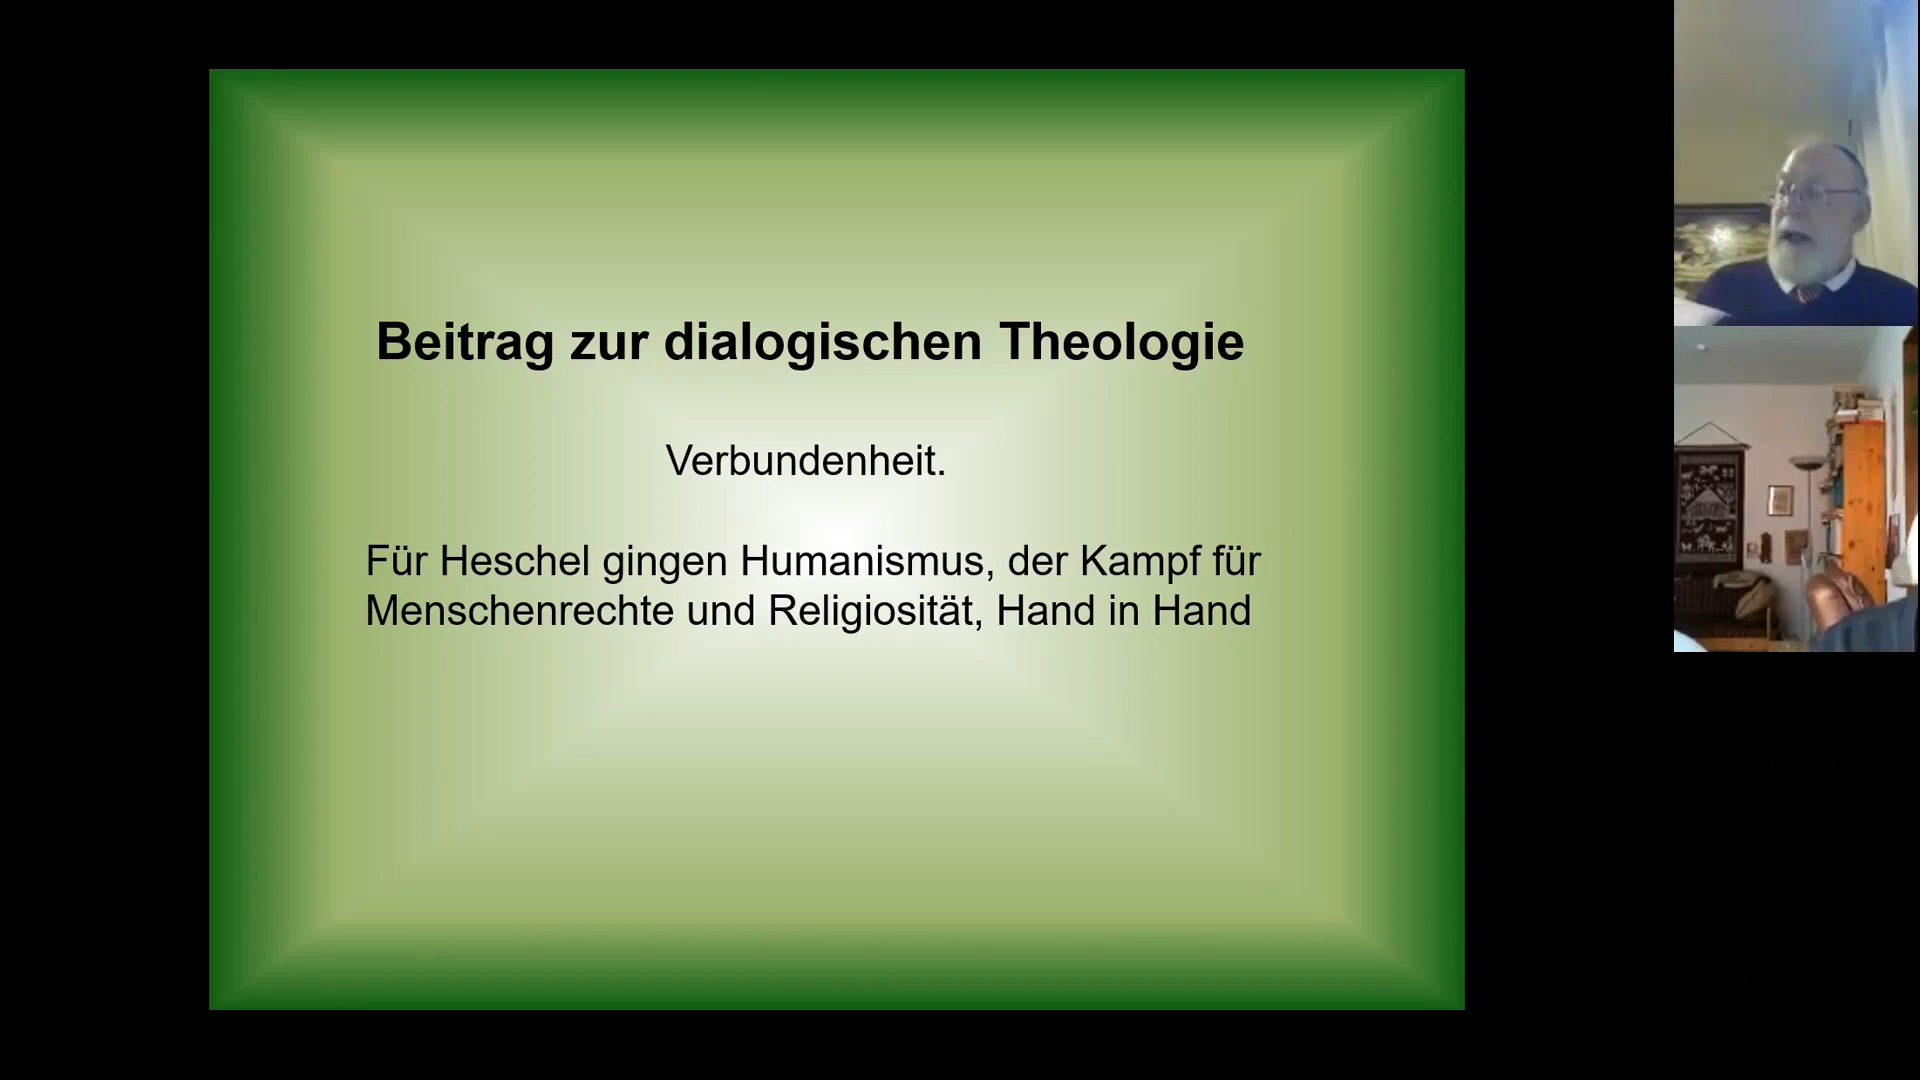 Beitrag zur dialogischen Theologie
Verbundenheit.
Für Heschel gingen Humanismus, der Kampf für
Menschenrechte und Religiosität, Hand in Hand